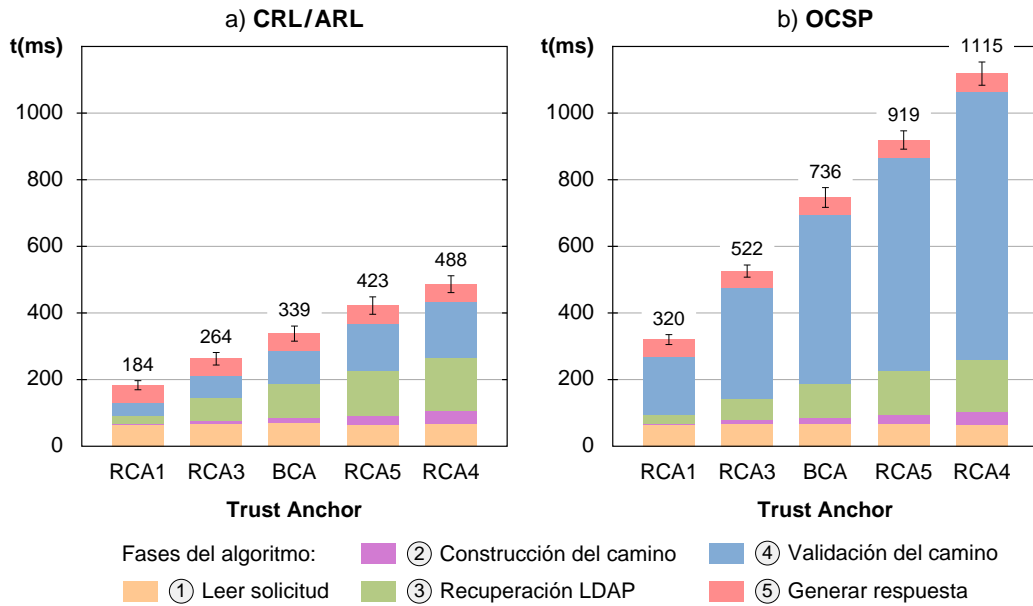 a) CRL/ARL
t(ms)
1000
800
600
400
200
0
184
264
339
423
488
RCA1 RCA3 BCA RCA5 RCA4
Trust Anchor
b) OCSP
t(ms)
1000
800
600
400
200
0
320
522
736
919
1115
RCA1 RCA3 BCA RCA5 RCA4
Trust Anchor
Fases del algoritmo:
1 Leer solicitud
2 Construcción del camino
3 Recuperación LDAP
4 Validación del camino
5 Generar respuesta